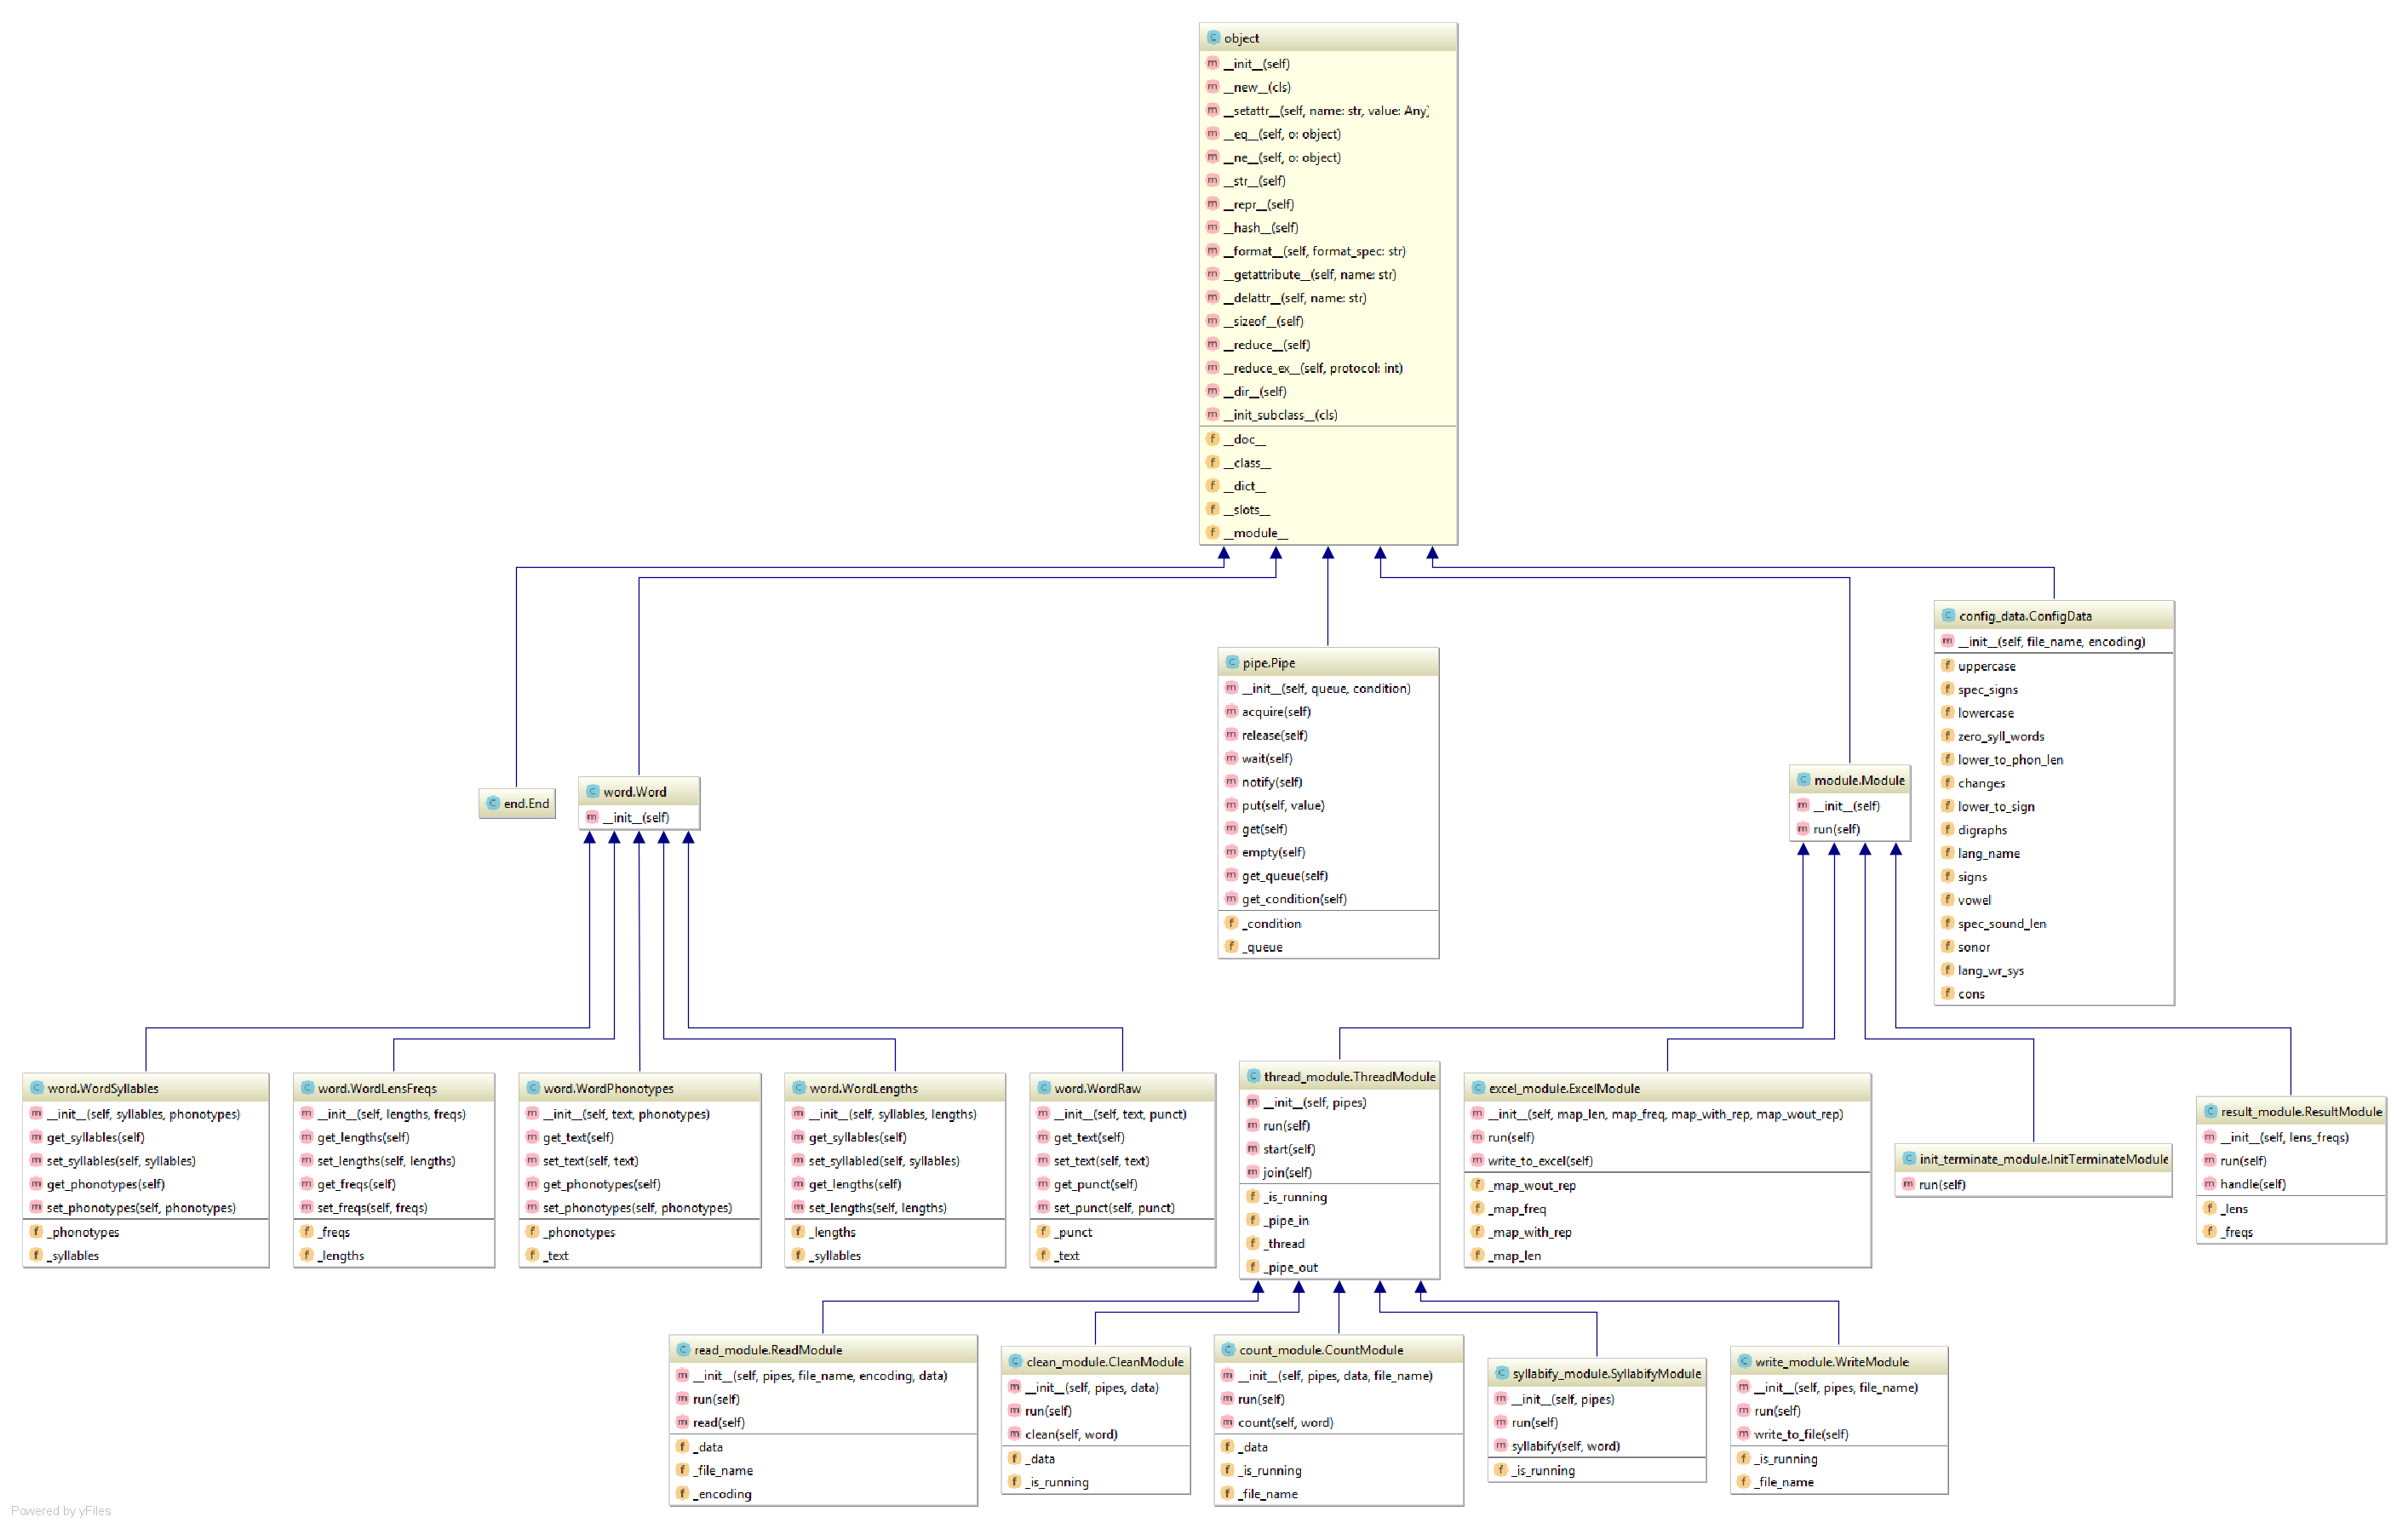 object
__init__(self)
__new__(cls)
__setattr__(self, name: str, value: Any)
__eq__(self, o: object)
__ne__(self, o: object)
__str__(self)
__repr__(self)
__hash__(self)
__format__(self, format_spec: str)
__getattribute__(self, name: str)
__delattr__(self, name: str)
__sizeof__(self)
__reduce__(self)
__reduce_ex__(self, protocol: int)
__dir__(self)
__init_subclass__(cls)
__doc__
__class__
__dict__
__slots__
__module__
end.End
word.Word
__init__(self)
pipe.Pipe
__init__(self, queue, condition)
acquire(self)
release(self)
wait(self)
notify(self)
put(self, value)
get(self)
empty(self)
get_queue(self)
get_condition(self)
_condition
_queue
module.Module
__init__(self)
run(self)
config_data.ConfigData
__init__(self, file_name, encoding)
uppercase
spec_signs
lowercase
zero_syll_words
lower_to_phon_len
changes
lower_to_sign
digraphs
lang_name
signs
vowel
spec_sound_len
sonor
lang_wr_sys
cons
word.WordSyllables
__init__(self, syllables, phonotypes)
get_syllables(self)
set_syllables(self, syllables)
get_phonotypes(self)
set_phonotypes(self, phonotypes)
_phonotypes
_syllables
word.WordLensFreqs
__init__(self, lengths, freqs)
get_lengths(self)
set_lengths(self, lengths)
get_freqs(self)
set_freqs(self, freqs)
_freqs
_lengths
word.WordPhonotypes
__init__(self, text, phonotypes)
get_text(self)
set_text(self, text)
get_phonotypes(self)
set_phonotypes(self, phonotypes)
_phonotypes
_text
word.WordLengths
__init__(self, syllables, lengths)
get_syllables(self)
set_syllabled(self, syllables)
get_lengths(self)
set_lengths(self, lengths)
_lengths
_syllables
word.WordRaw
__init__(self, text, punct)
get_text(self)
set_text(self, text)
get_punct(self)
set_punct(self, punct)
_punct
_text
thread_module.ThreadModule
__init__(self, pipes)
run(self)
start(self)
join(self)
_is_running
_pipe_in
_thread
_pipe_out
excel_module.ExcelModule
__init__(self, map_len, map_freq, map_with_rep, map_wout_rep)
run(self)
write_to_excel(self)
_map_wout_rep
_map_freq
_map_with_rep
_map_len
init_terminate_module.InitTerminateModule
run(self)
result_module.ResultModule
__init__(self, lens_freqs)
run(self)
handle(self)
_lens
_freqs
read_module.ReadModule
__init__(self, pipes, file_name, encoding, data)
run(self)
read(self)
_data
_file_name
_encoding
clean_module.CleanModule
__init__(self, pipes, data)
run(self)
clean(self, word)
_data
_is_running
count_module.CountModule
__init__(self, pipes, data, file_name)
run(self)
count(self, word)
_data
_is_running
_file_name
syllabify_module.SyllabifyModule
__init__(self, pipes)
run(self)
syllabify(self, word)
_is_running
write_module.WriteModule
__init__(self, pipes, file_name)
run(self)
write_to_file(self)
_is_running
_file_name
Powered by yFiles